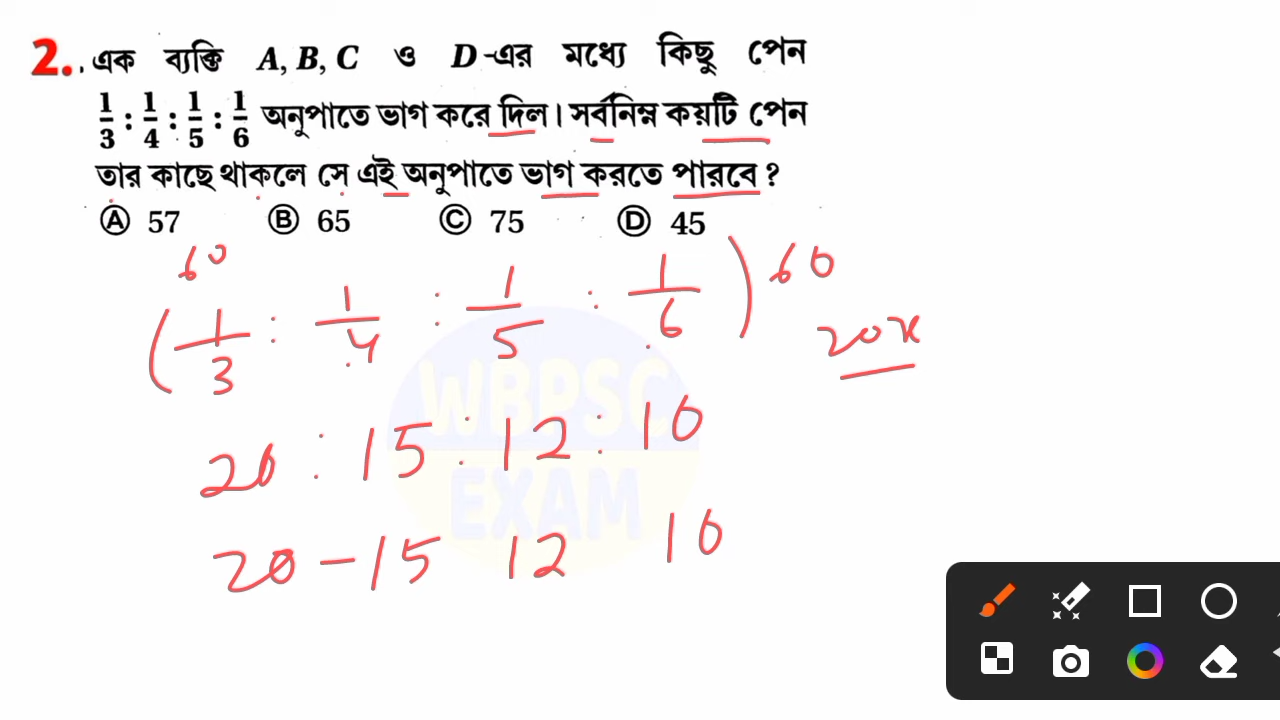 2. এক ব্যক্তি A, B, C ও D-এর মধ্যে কিছু পেন
1/3 : 1/4 : 1/5 : 1/6 অনুপাতে ভাগ করে দিল। সর্বনিম্ন কয়টি পেন
তার কাছে থাকলে সে এই অনুপাতে ভাগ করতে পারবে ?
Ⓐ 57 Ⓑ 65 Ⓒ 75 Ⓓ 45
60
( 1/3 : 1/4 : 1/5 : 1/6 ) 60
20x
20 : 15 : 12 : 10
20 – 15 12 10
WBPSC
EXAM